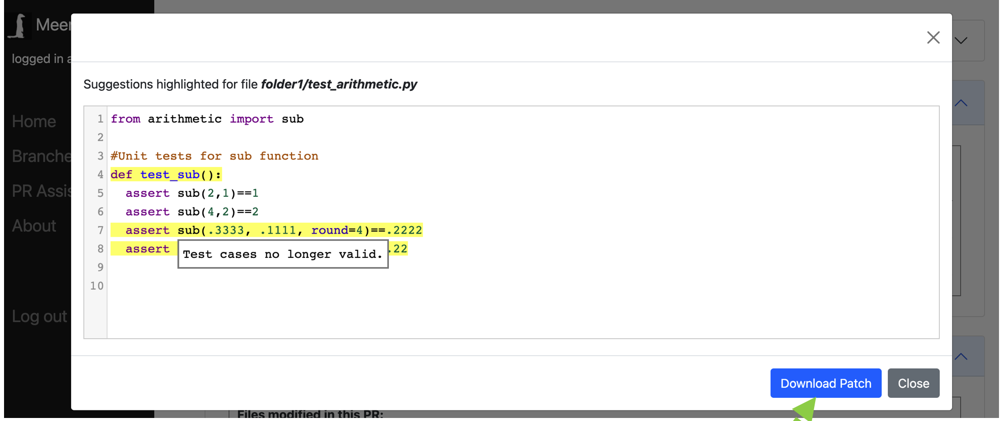 Meer
logged in a
Home
Branche
PR Assis
About
Log out
Suggestions highlighted for file folder1/test_arithmetic.py
1 from arithmetic import sub
2
3 #Unit tests for sub function
4 def test_sub():
5   assert sub(2,1)==1
6   assert sub(4,2)==2
7   assert sub(.3333, .1111, round=4)==.2222
8   assert .22
Test cases no longer valid.
9
10
Download Patch
Close
Files modified in this PR: